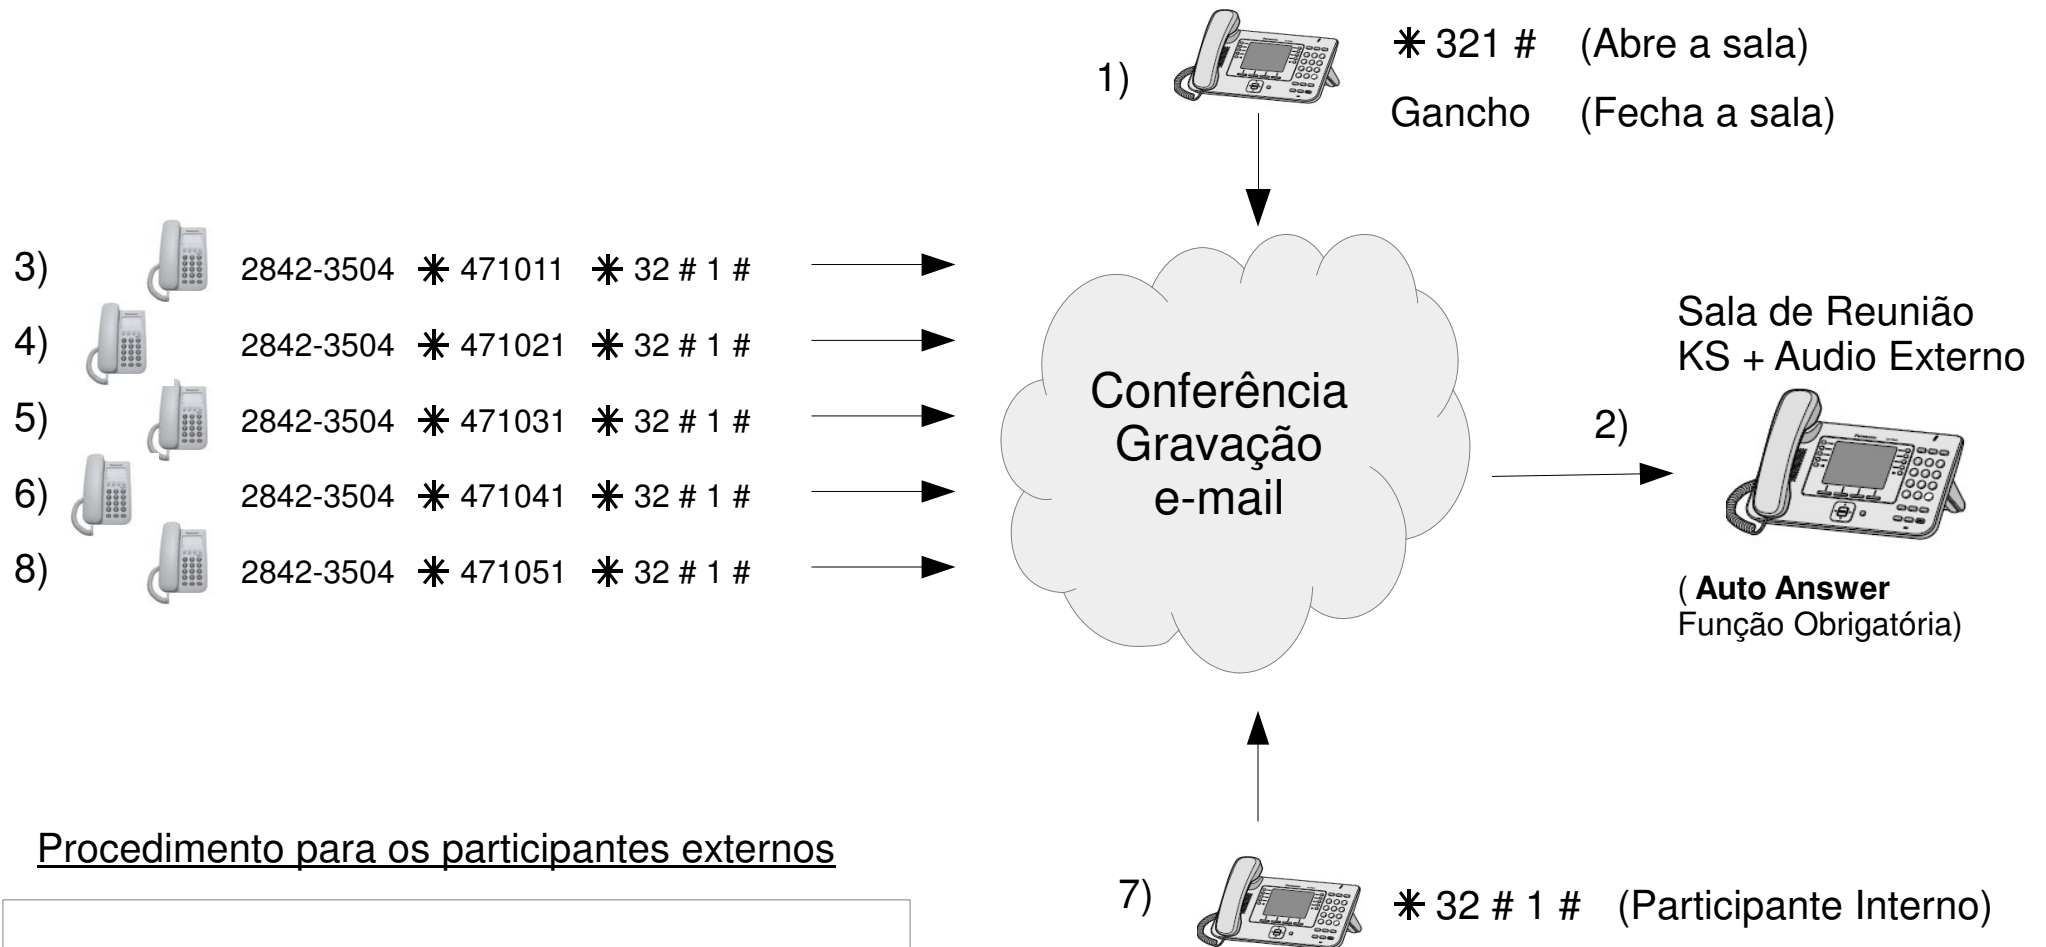 1)
✳ 321 # (Abre a sala)
Gancho (Fecha a sala)
3) 2842-3504 ✳ 471011 ✳ 32 # 1 #
4) 2842-3504 ✳ 471021 ✳ 32 # 1 #
5) 2842-3504 ✳ 471031 ✳ 32 # 1 #
6) 2842-3504 ✳ 471041 ✳ 32 # 1 #
8) 2842-3504 ✳ 471051 ✳ 32 # 1 #
Conferência
Gravação
e-mail
Sala de Reunião
KS + Audio Externo
2)
( Auto Answer
Função Obrigatória)
Procedimento para os participantes externos
7) ✳ 32 # 1 # (Participante Interno)